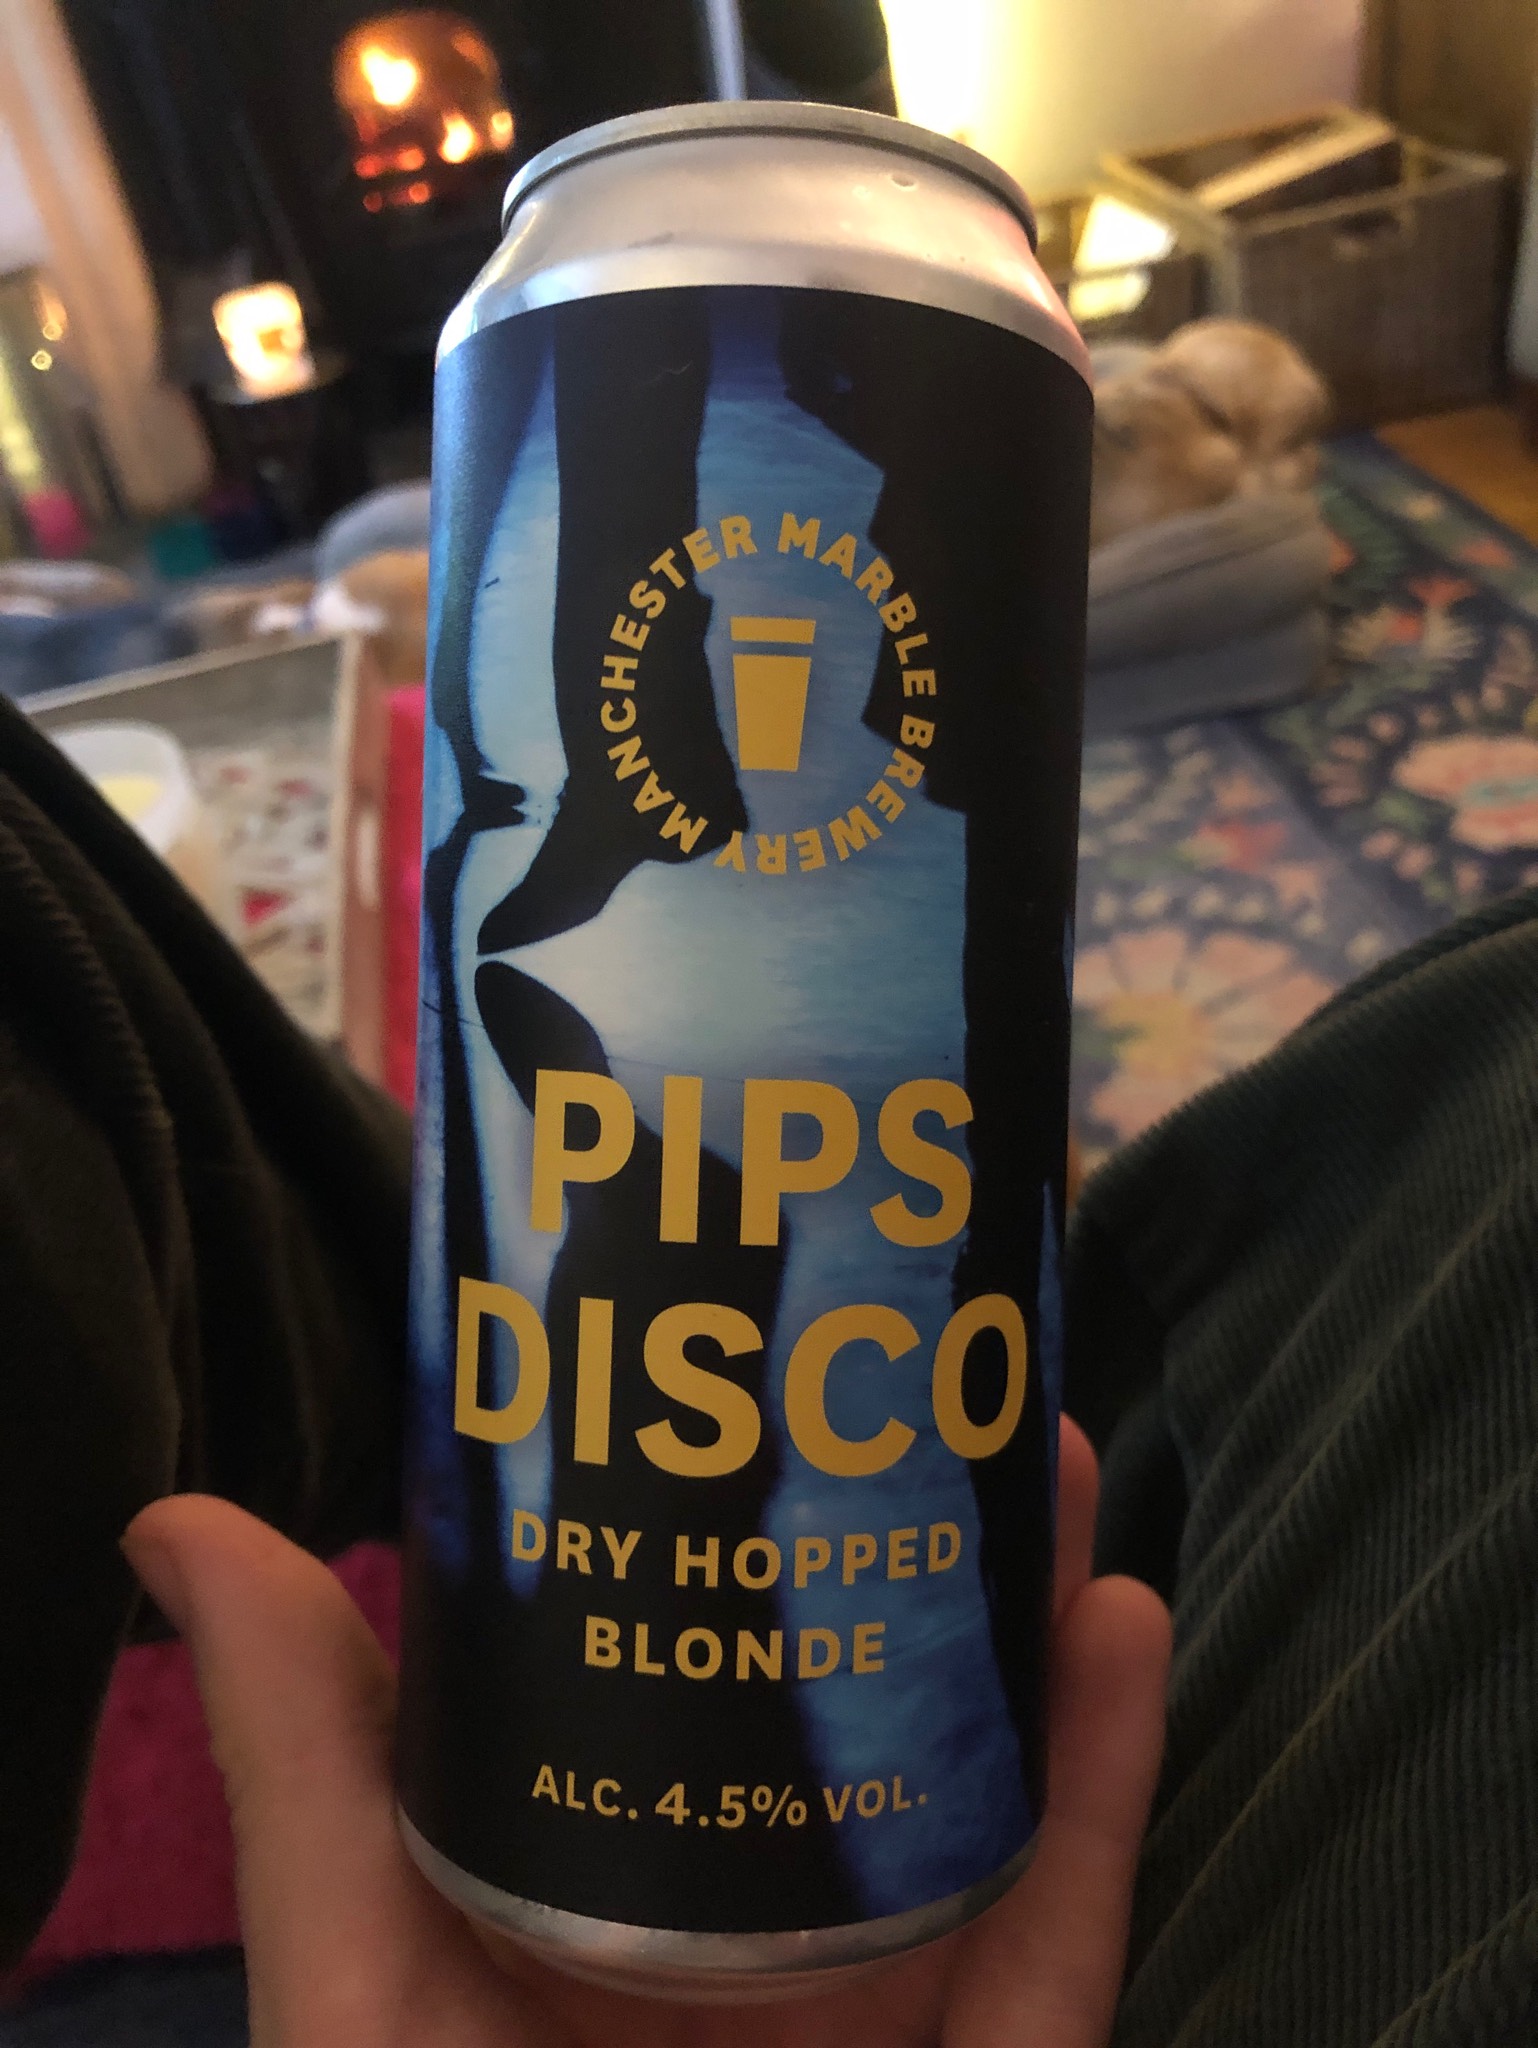 MANCHESTER MARBLE BREWERY
PIPS
DISCO
DRY HOPPED
BLONDE
ALC. 4.5% VOL.